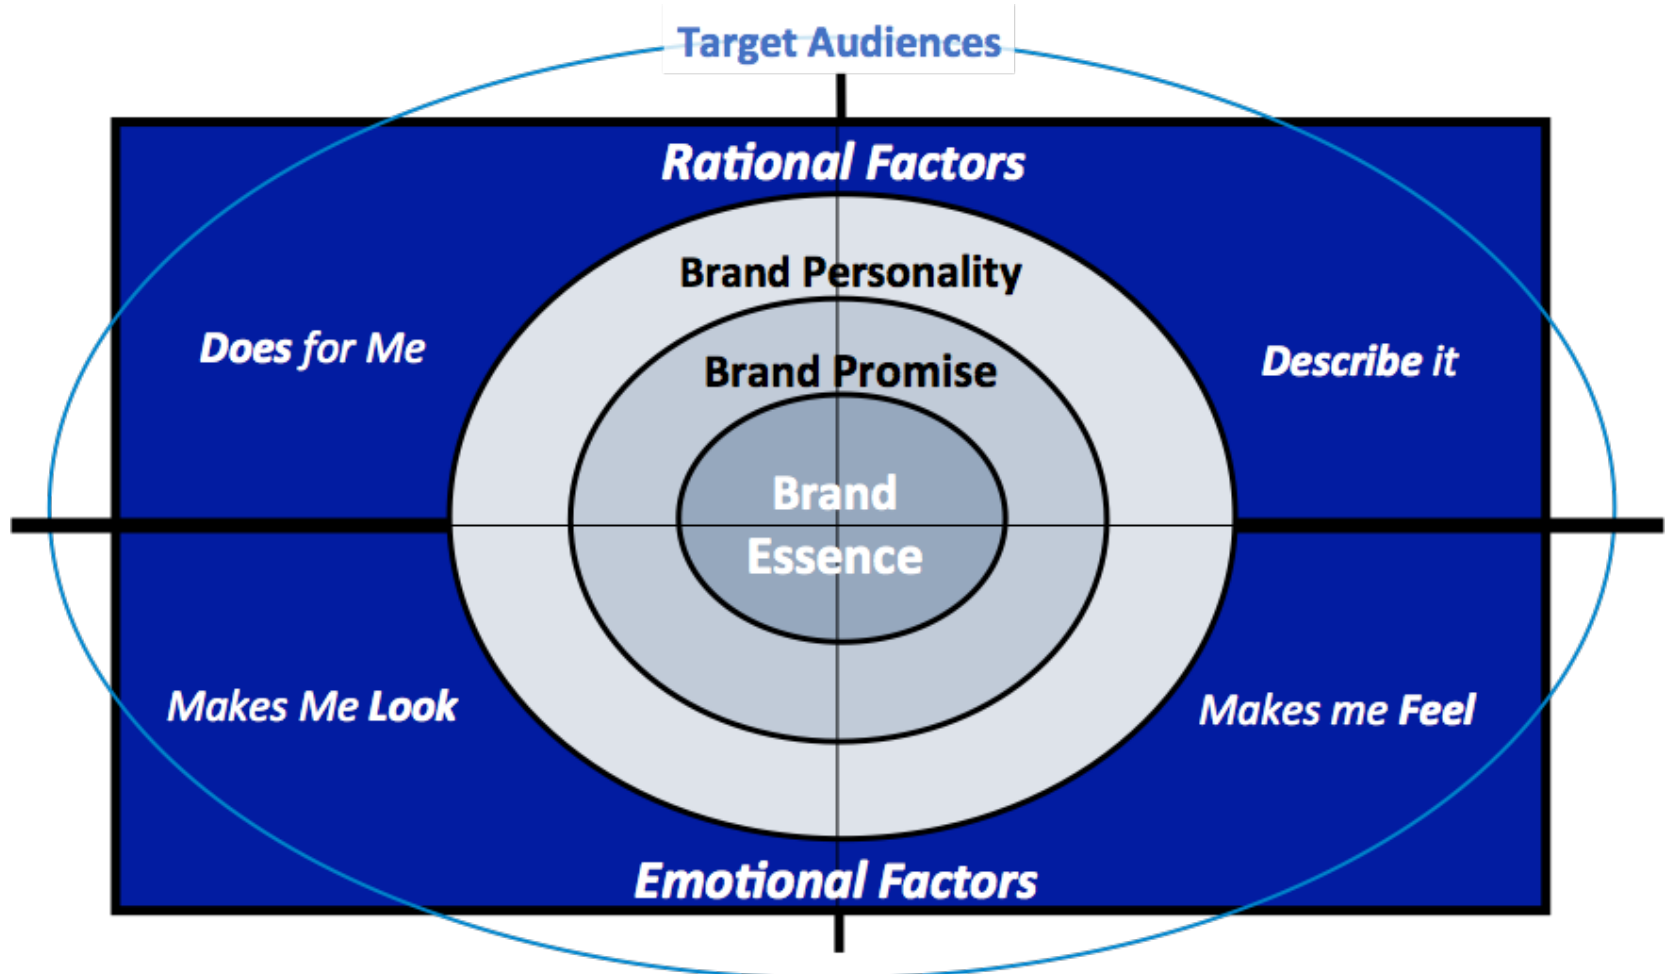 Target Audiences
Rational Factors
Brand Personality
Does for Me
Describe it
Brand Promise
Brand
Essence
Makes Me Look
Makes me Feel
Emotional Factors